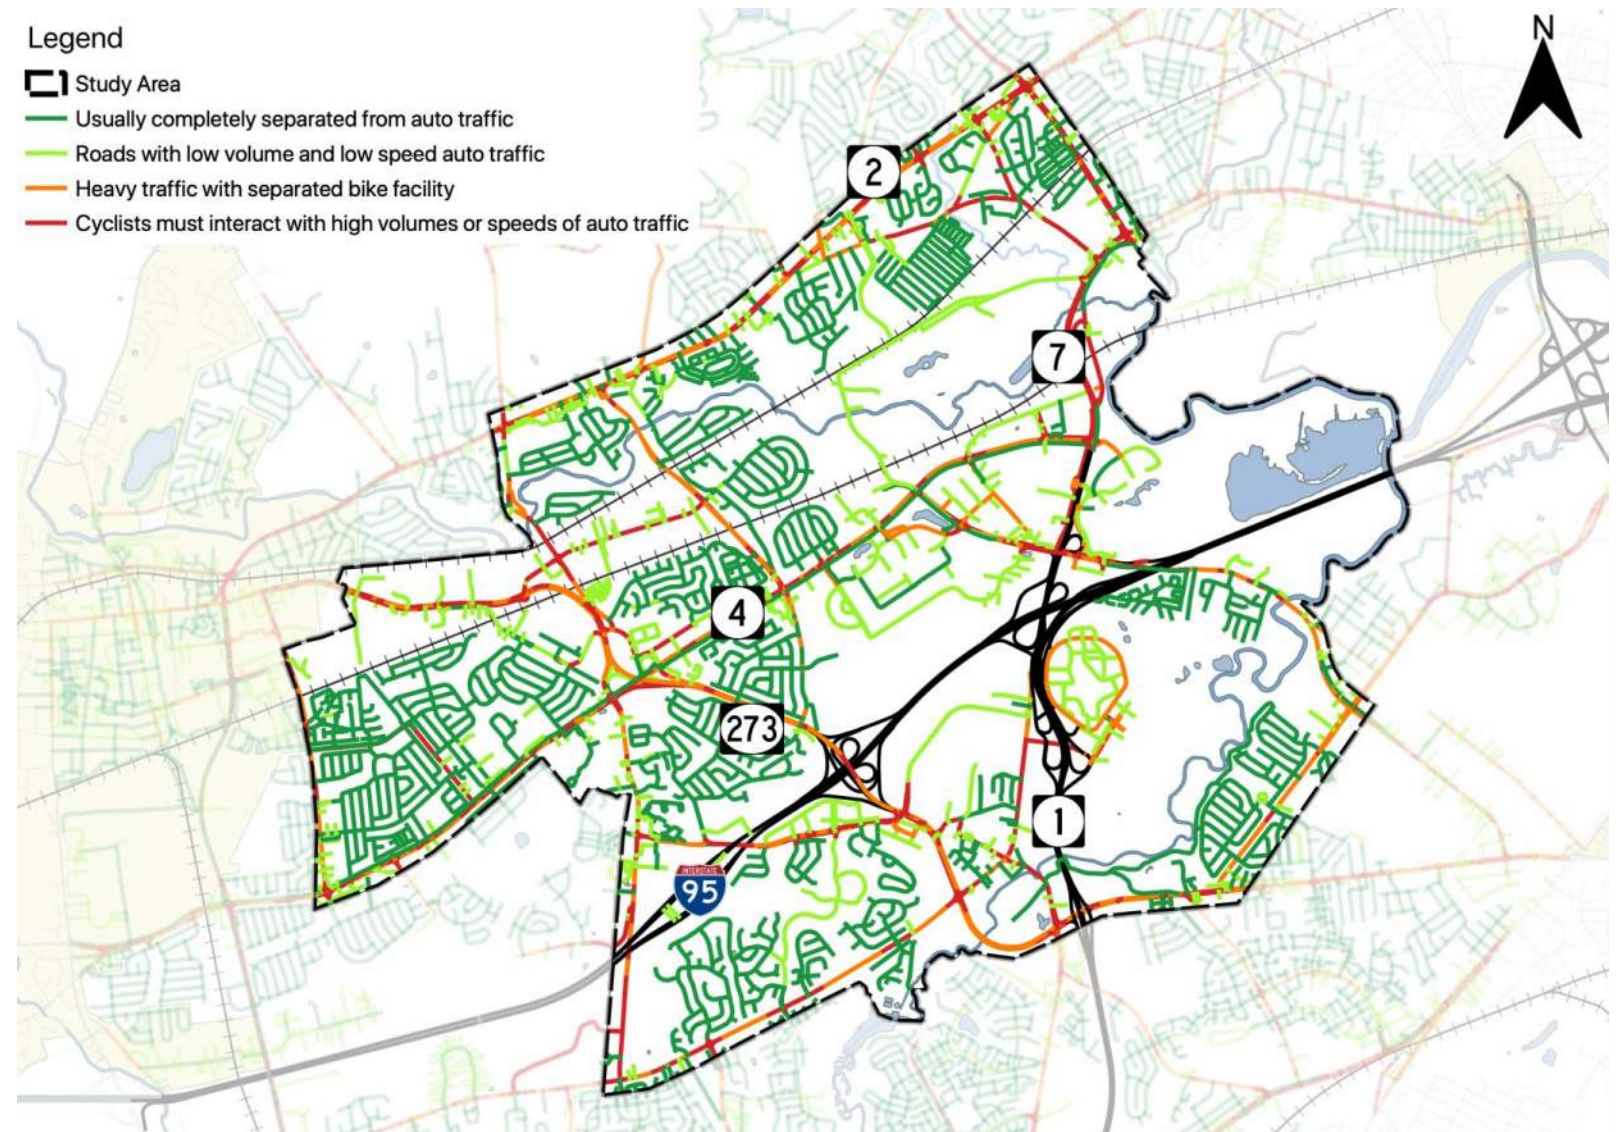 Legend
Study Area
Usually completely separated from auto traffic
Roads with low volume and low speed auto traffic
Heavy traffic with separated bike facility
Cyclists must interact with high volumes or speeds of auto traffic
N
2
7
4
273
1
INTERSTATE
95